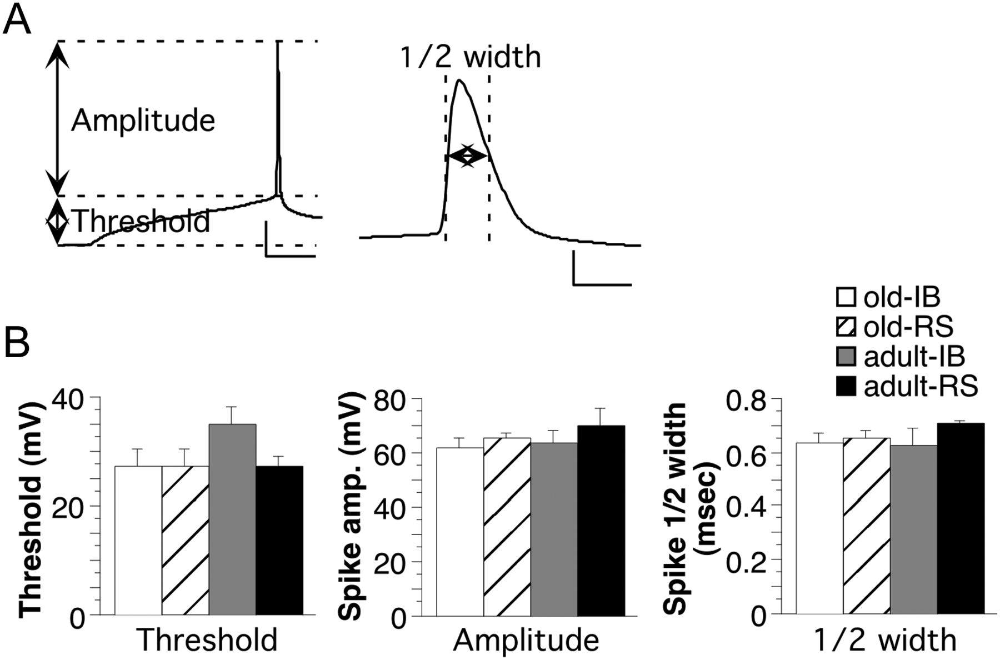 A
Amplitude
Threshold
1/2 width
B
old-IB
old-RS
adult-IB
adult-RS
Threshold (mV)
40
20
0
Threshold
Spike amp. (mV)
80
60
40
20
0
Amplitude
Spike 1/2 width
(msec)
0.8
0.6
0.4
0.2
0
1/2 width